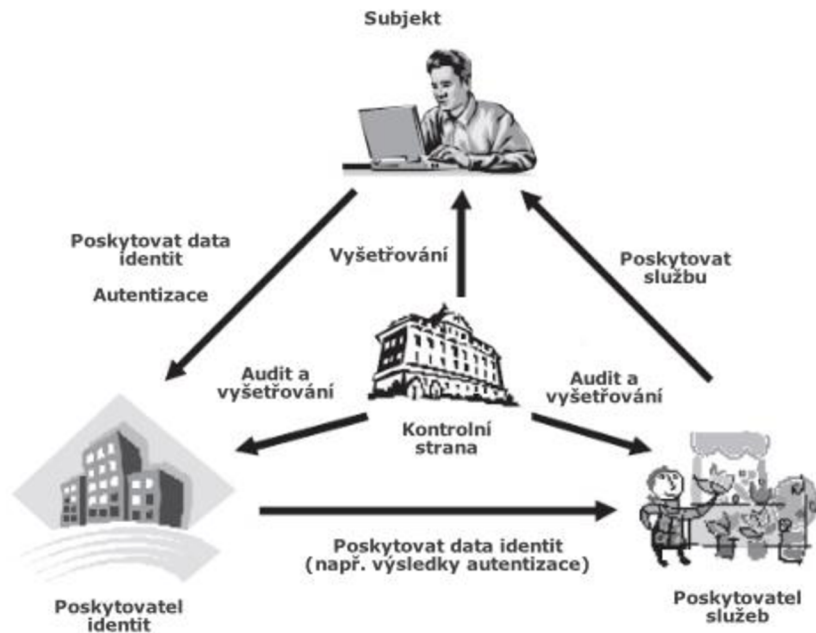 Subjekt
Poskytovat data
identit
Autentizace
Vyšetřování
Poskytovat
službu
Audit a
vyšetřování
Audit a
vyšetřování
Kontrolní
strana
Poskytovat data identit
(např. výsledky autentizace)
Poskytovatel
identit
Poskytovatel
služeb